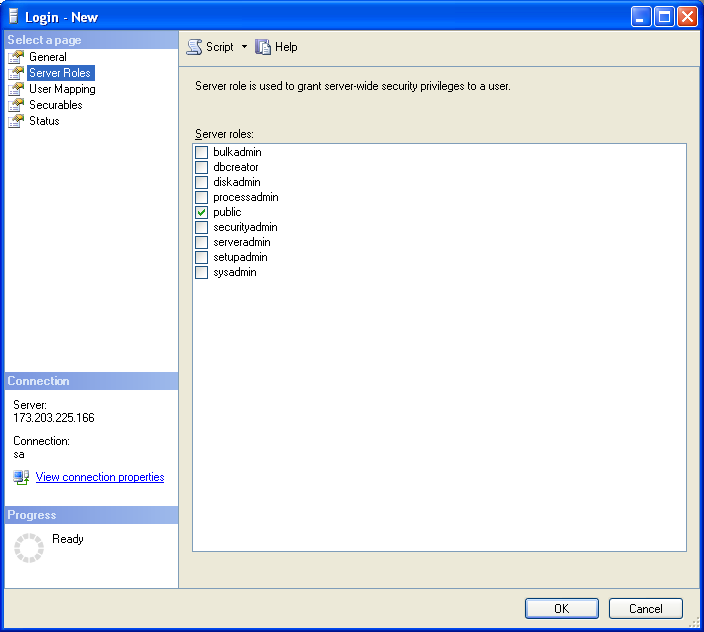 Login - New
Select a page
General
Server Roles
User Mapping
Securables
Status
Script
Help
Server role is used to grant server-wide security privileges to a user.
Server roles:
bulkadmin
dbcreator
diskadmin
processadmin
public
securityadmin
serveradmin
setupadmin
sysadmin
Connection
Server:
173.203.225.166
Connection:
sa
View connection properties
Progress
Ready
OK
Cancel